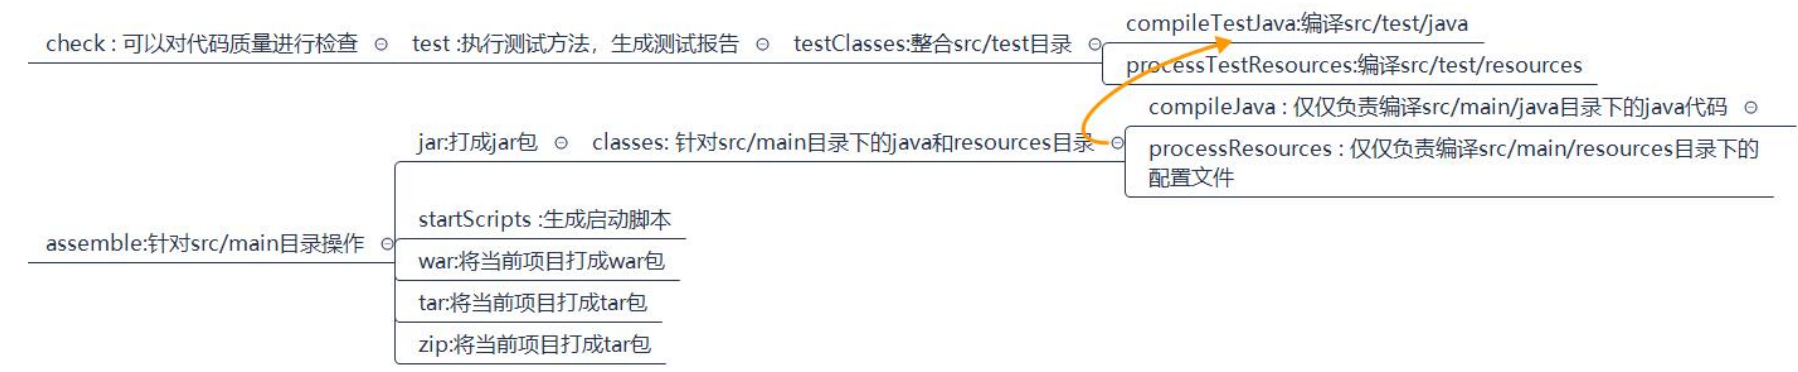 compileTestJava:编译src/test/java
check : 可以对代码质量进行检查
test :执行测试方法，生成测试报告
testClasses:整合src/test目录
processTestResources:编译src/test/resources
compileJava : 仅仅负责编译src/main/java目录下的java代码
jar:打成jar包
classes: 针对src/main目录下的java和resources目录
processResources : 仅仅负责编译src/main/resources目录下的
配置文件
startScripts :生成启动脚本
assemble:针对src/main目录操作
war:将当前项目打成war包
tar:将当前项目打成tar包
zip:将当前项目打成tar包